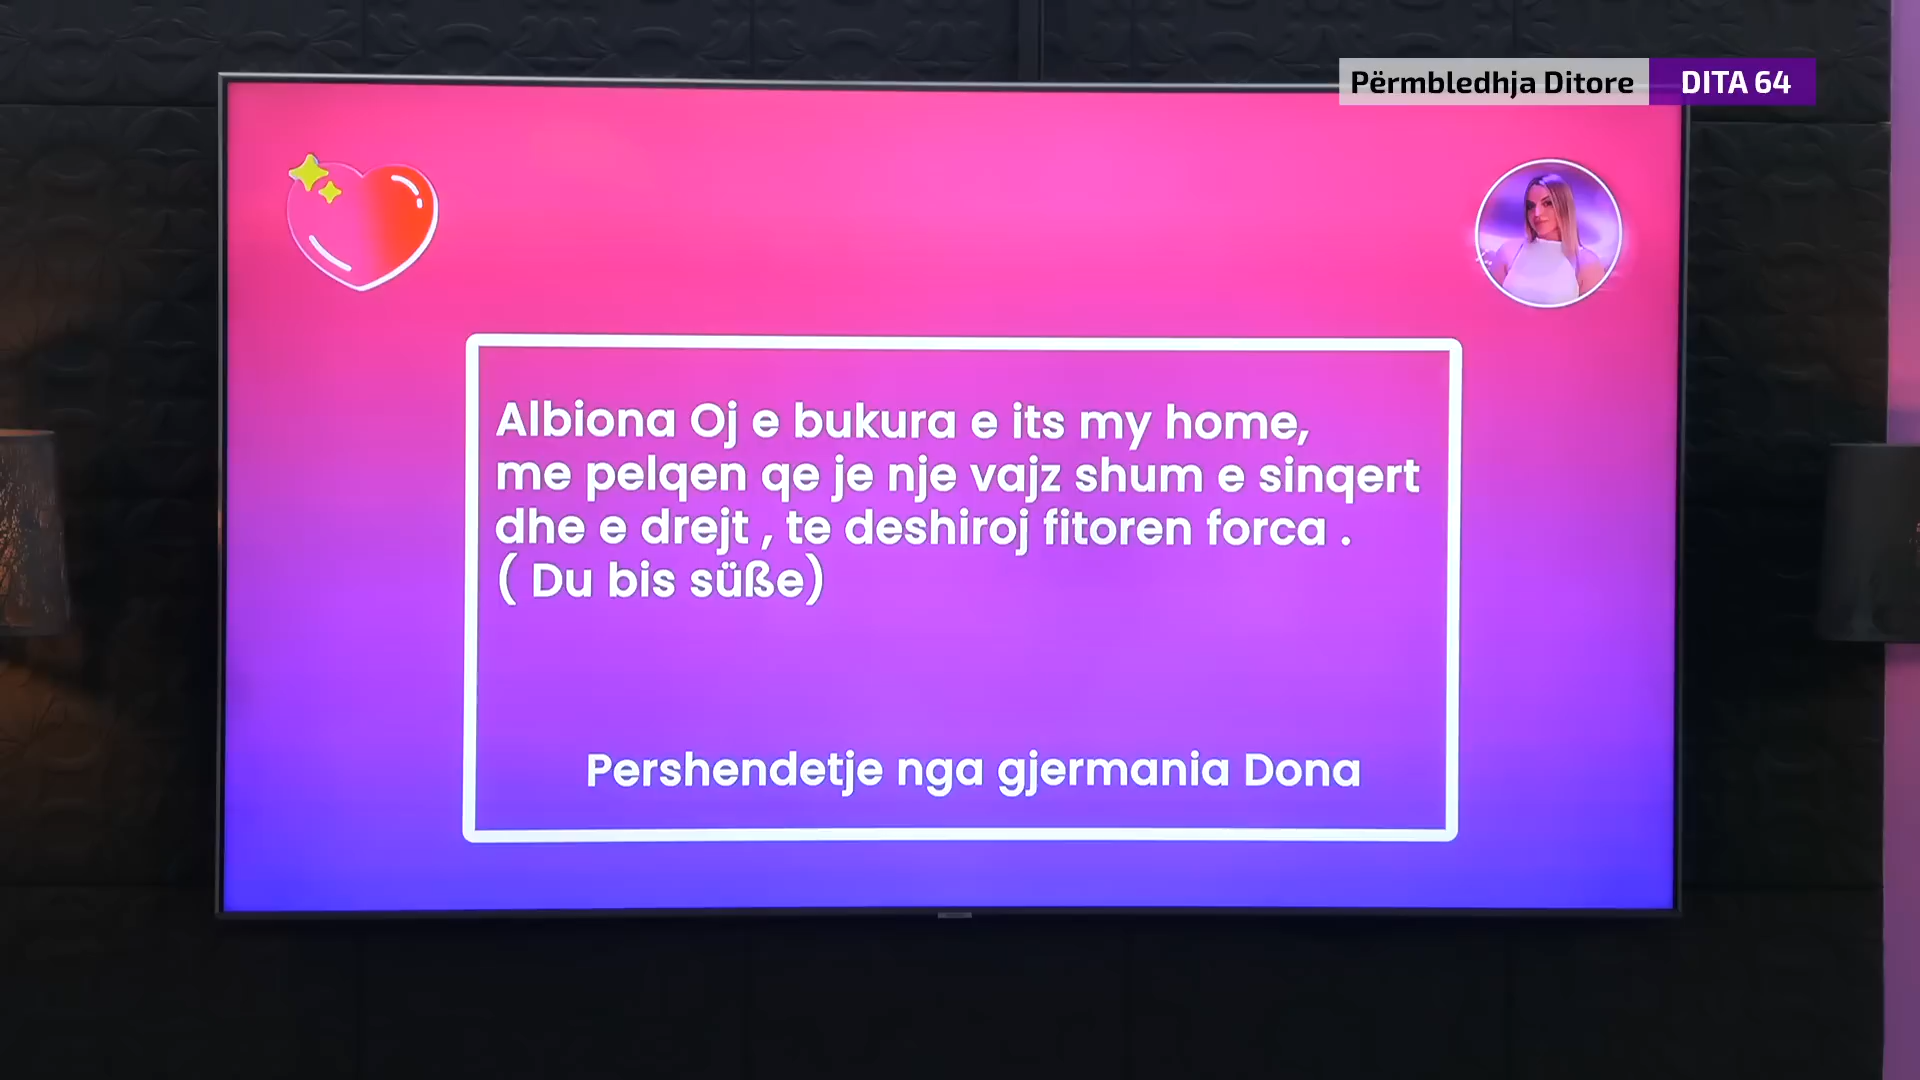 Përmbledhja Ditore DITA 64
Albiona Oj e bukura e its my home,
me pelqen qe je nje vajz shum e sinqert
dhe e drejt , te deshiroj fitoren forca .
( Du bis süße)
Pershendetje nga gjermania Dona